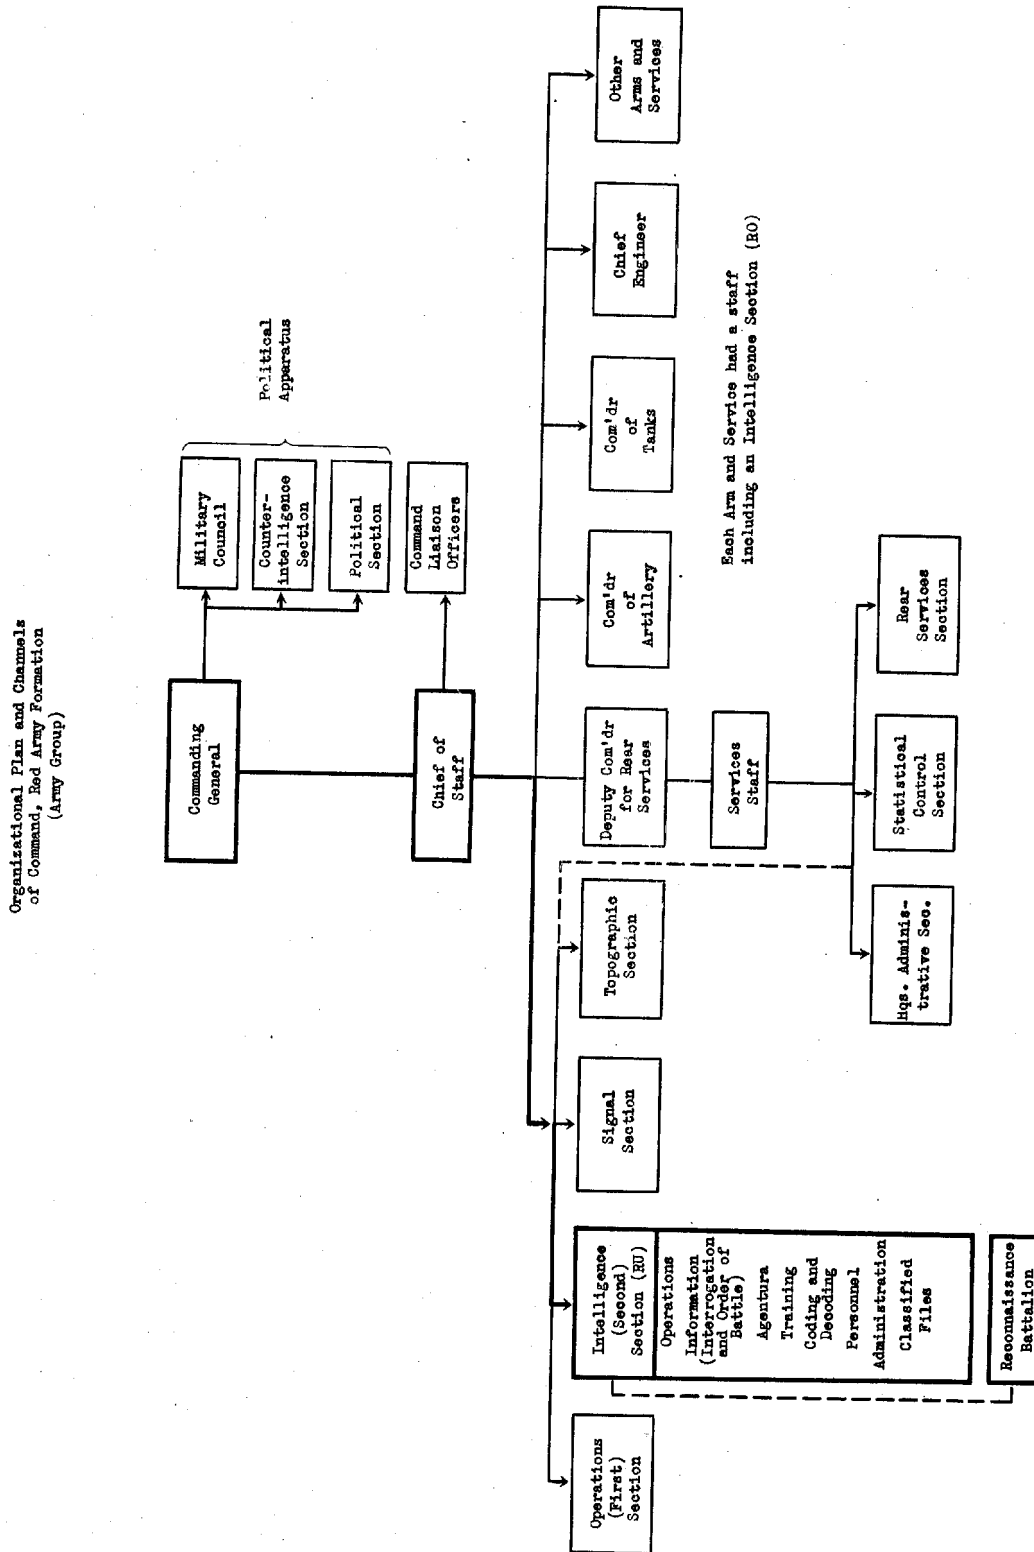 Organizational Plan and Channels
of Command, Red Army Formation
(Army Group)
Commanding
General
Military
Council
Counter-
intelligence
Section
Political
Section
Political
Apparatus
Chief of
Staff
Command
Liaison
Officers
Operations
(First)
Section
Intelligence
(Second)
Section (RU)
Operations
Information
(Interrogation
and Order of
Battle)
Agentura
Training
Coding and
Decoding
Personnel
Administration
Classified
Files
Reconnaissance
Battalion
Signal
Section
Topographic
Section
Deputy Com'dr
for Rear
Services
Com'dr
of
Artillery
Com'dr
of
Tanks
Chief
Engineer
Other
Arms and
Services
Services
Staff
Each Arm and Service had a staff
including an Intelligence Section (RO)
Hqs. Adminis-
trative Sec.
Statistical
Control
Section
Rear
Services
Section